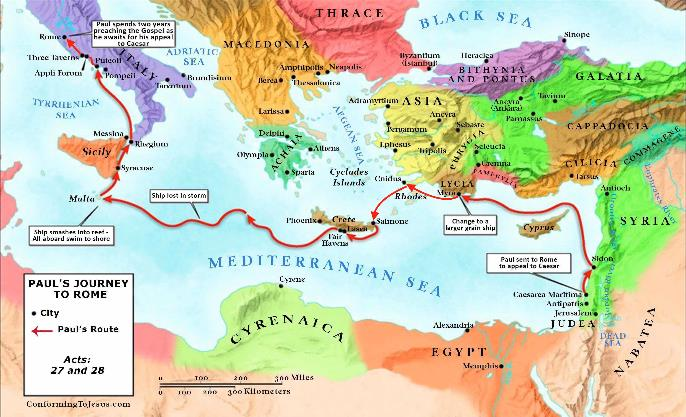 THRACE
BLACK SEA
Paul spends two years
preaching the Gospel as
he awaits for his appeal
to Caesar
Rome
Three Taverns
Appii Forum
Puteoli
Pompeii
ITALY
ADRIATIC
SEA
Brundisium
Tarentum
TYRRHENIAN
SEA
Messina
Rhegium
Sicily
Syracuse
Malta
MACEDONIA
Amphipolis
Neapolis
Berea
Thessalonica
Larissa
Delphi
ACHAIA
Olympia
Athens
Sparta
AEGEAN SEA
Cyclades
Islands
Byzantium
(Istanbul)
Heraclea
Sinope
BITHYNIA
AND PONTUS
GALATIA
Adramyttium
ASIA
Ancyra
Ancyra
(Ankara)
Tavium
Parnassus
Pergamum
Sebaste
PHRYGIA
CAPPADOCIA
COMMAGENE
Ephesus
Tripolis
Seleucia
Cremna
PAMPHYLIA
CILICIA
Tarsus
Cnidus
Rhodes
LYCIA
Myra
Antioch
Euphrates River
Ship lost in storm
Ship smashes into reef -
All aboard swim to shore
Phoenix
Crete
Lasea
Fair
Havens
Salmone
Change to a
larger grain ship
Cyprus
SYRIA
Paul sent to Rome
to appeal to Caesar
Sidon
Caesarea Maritima
Antipatris
Jerusalem
JUDEA
DEAD
SEA
NABATEA
MEDITERRANEAN SEA
Cyrene
CYRENAICA
Alexandria
EGYPT
Memphis
PAUL'S JOURNEY
TO ROME
City
Paul's Route
Acts:
27 and 28
0 100 200 300 Miles
0 100 200 300 Kilometers
ConformingToJesus.com